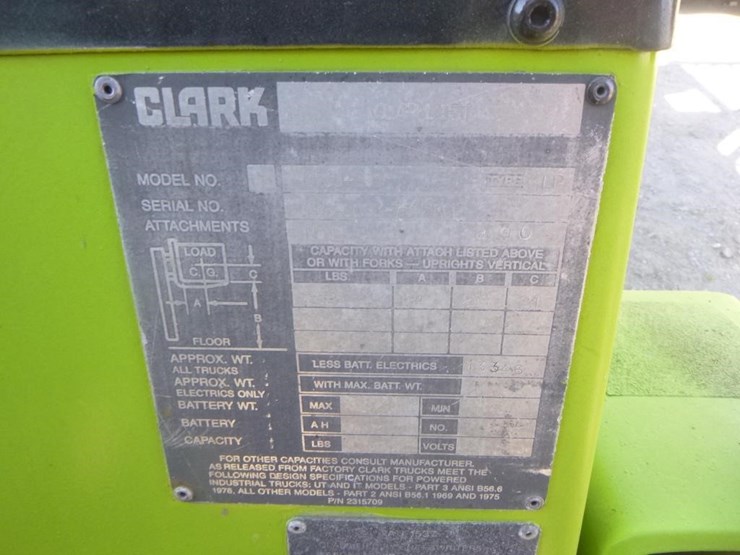 CLARK
MODEL NO.
TYPE
SERIAL NO.
ATTACHMENTS
LOAD
C. G.
C
A
B
FLOOR
CAPACITY WITH ATTACH LISTED ABOVE
OR WITH FORKS — UPRIGHTS VERTICAL
LBS. A B C
APPROX. WT.
ALL TRUCKS
LESS BATT. ELECTRICS
APPROX. WT.
ELECTRICS ONLY
WITH MAX. BATT. WT.
BATTERY WT. MAX MIN
BATTERY AH NO.
CAPACITY LBS VOLTS
FOR OTHER CAPACITIES CONSULT MANUFACTURER.
AS RELEASED FROM FACTORY CLARK TRUCKS MEET THE
FOLLOWING DESIGN SPECIFICATIONS FOR POWERED
INDUSTRIAL TRUCKS: UT AND IT MODELS - PART 3 ANSI B56.6
1978, ALL OTHER MODELS - PART 2 ANSI B56.1 1969 AND 1975
P/N 2315709